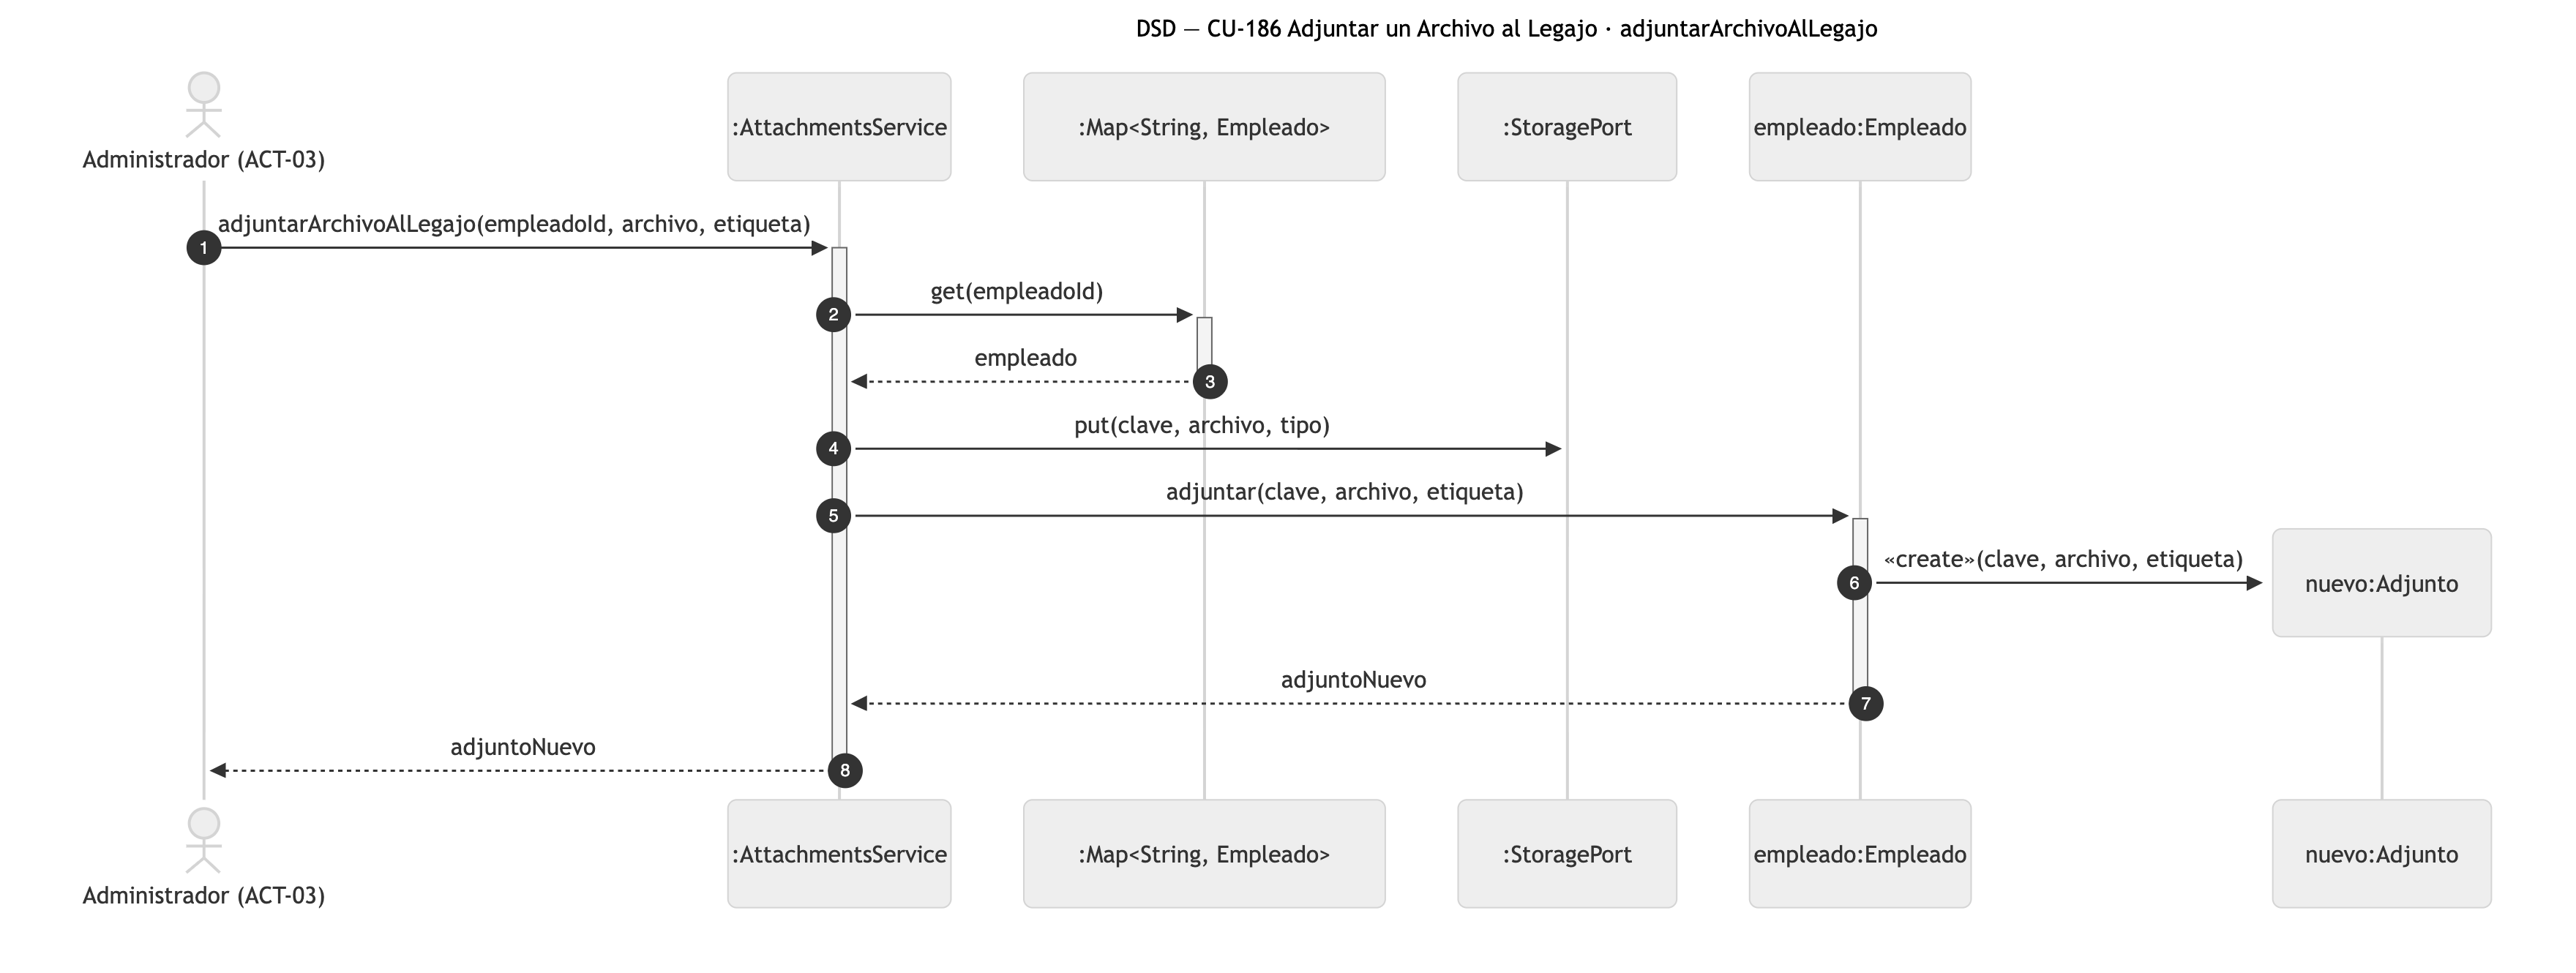 DSD — CU-186 Adjuntar un Archivo al Legajo · adjuntarArchivoAlLegajo
Administrador (ACT-03)
:AttachmentsService
:Map<String, Empleado>
:StoragePort
empleado:Empleado
adjuntarArchivoAlLegajo(empleadoId, archivo, etiqueta)
1
get(empleadoId)
2
empleado
3
put(clave, archivo, tipo)
4
adjuntar(clave, archivo, etiqueta)
5
«create»(clave, archivo, etiqueta)
6
nuevo:Adjunto
adjuntoNuevo
7
adjuntoNuevo
8
Administrador (ACT-03)
:AttachmentsService
:Map<String, Empleado>
:StoragePort
empleado:Empleado
nuevo:Adjunto